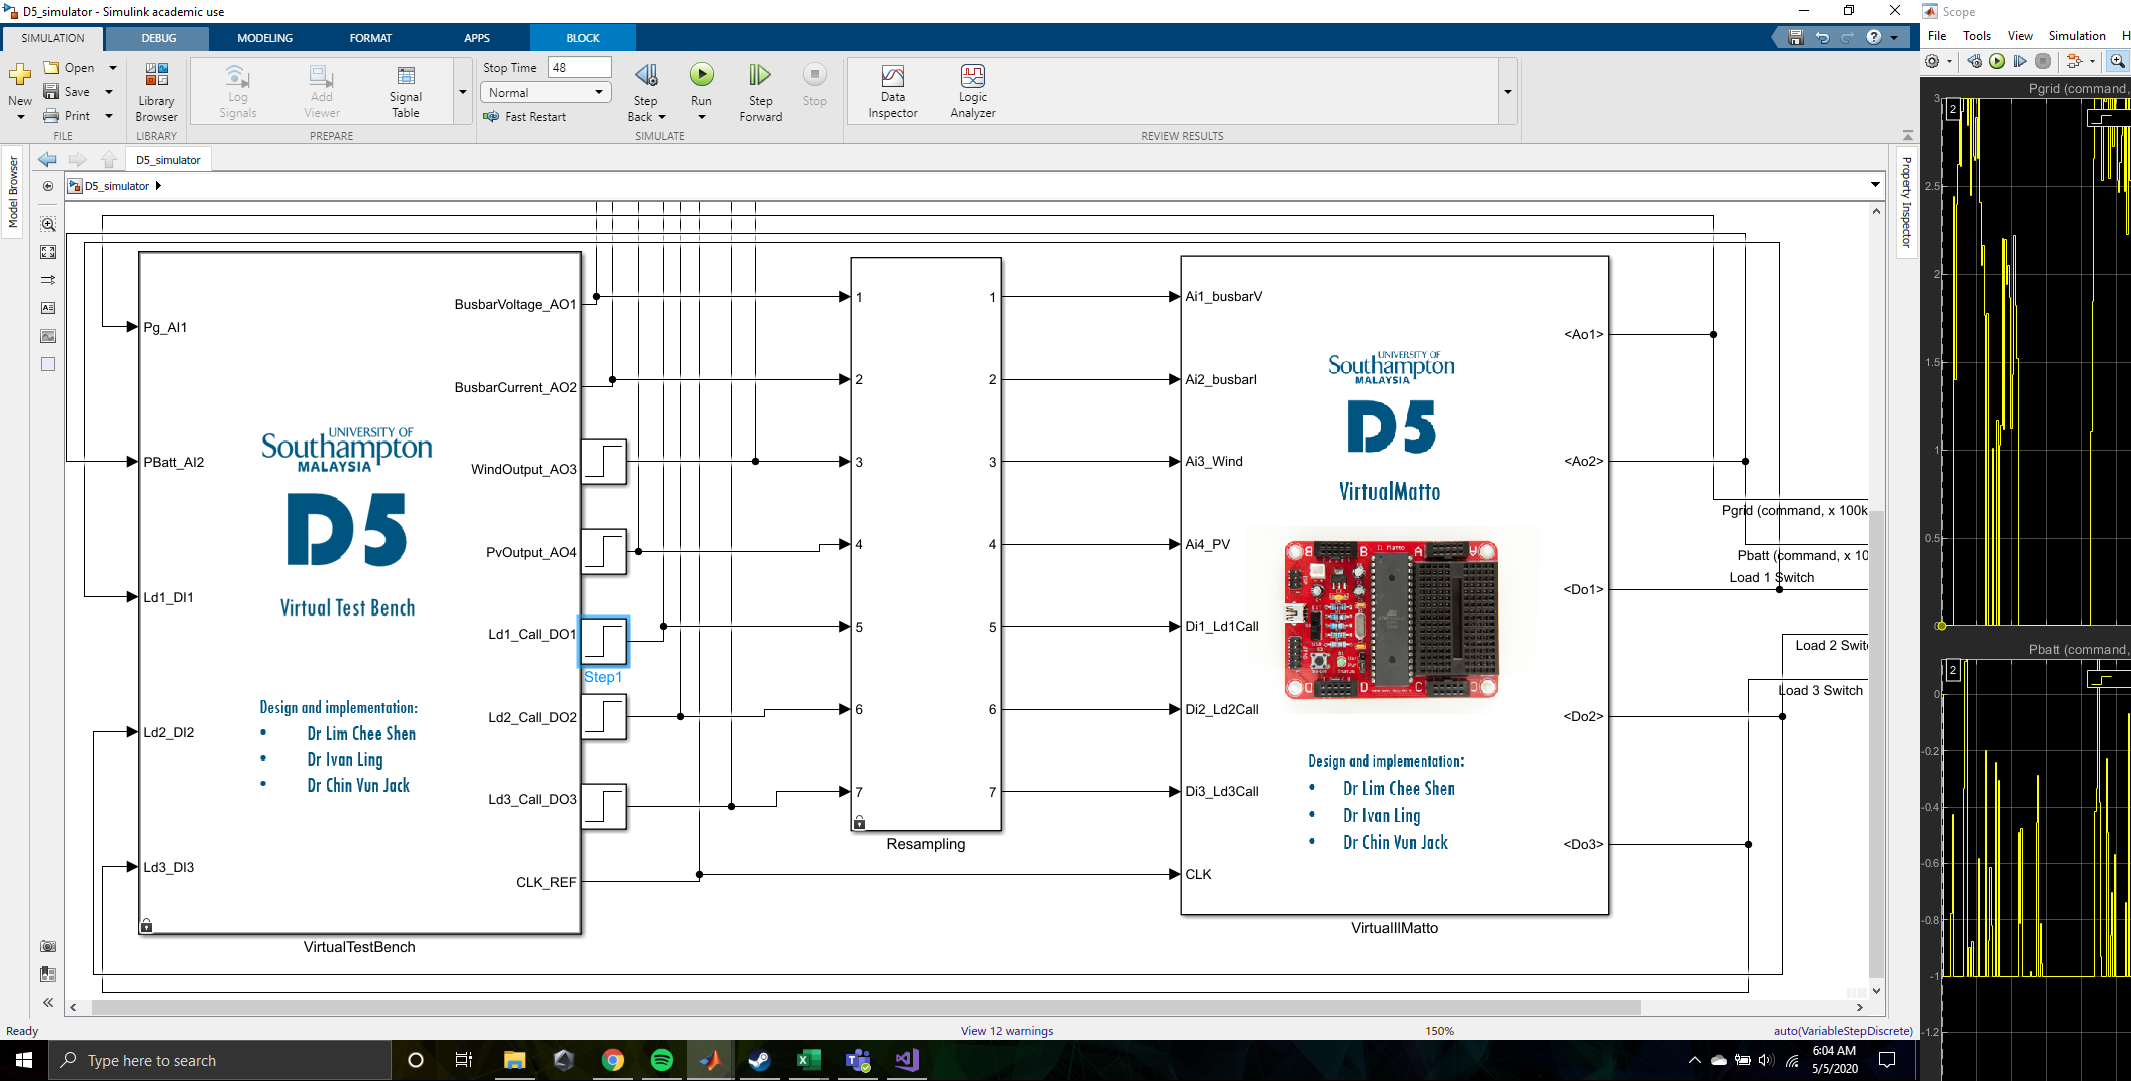 D5_simulator - Simulink academic use
SIMULATION DEBUG MODELING FORMAT APPS BLOCK
New
Open
Save
Print
FILE
Library Browser
LIBRARY
Log Signals
Add Viewer
Signal Table
PREPARE
Stop Time 48
Normal
Fast Restart
Step Back
Run
Step Forward
Stop
SIMULATE
Data Inspector
Logic Analyzer
REVIEW RESULTS
Model Browser
D5_simulator
D5_simulator
Property Inspector
Pg_AI1
PBatt_AI2
Ld1_DI1
Ld2_DI2
Ld3_DI3
UNIVERSITY OF
Southampton
MALAYSIA
D5
Virtual Test Bench
Design and implementation:
• Dr Lim Chee Shen
• Dr Ivan Ling
• Dr Chin Vun Jack
BusbarVoltage_AO1
BusbarCurrent_AO2
WindOutput_AO3
PvOutput_AO4
Ld1_Call_DO1
Step1
Ld2_Call_DO2
Ld3_Call_DO3
CLK_REF
VirtualTestBench
1 1
2 2
3 3
4 4
5 5
6 6
7 7
Resampling
Ai1_busbarV
Ai2_busbarI
Ai3_Wind
Ai4_PV
Di1_Ld1Call
Di2_Ld2Call
Di3_Ld3Call
CLK
UNIVERSITY OF
Southampton
MALAYSIA
D5
VirtualMatto
Il Matto
B B A A
D D C C
Design and implementation:
• Dr Lim Chee Shen
• Dr Ivan Ling
• Dr Chin Vun Jack
<Ao1>
<Ao2>
<Do1>
<Do2>
<Do3>
VirtualIlMatto
Pgrid (command, x 100k
Pbatt (command, x 10
Load 1 Switch
Load 2 Swit
Load 3 Switch
Ready
View 12 warnings
150%
auto(VariableStepDiscrete)
Scope
File Tools View Simulation H
Pgrid (command,
2
3
2.5
2
1.5
1
0.5
0
Pbatt (command,
2
0
-0.2
-0.4
-0.6
-0.8
-1
-1.2
Type here to search
6:04 AM
5/5/2020